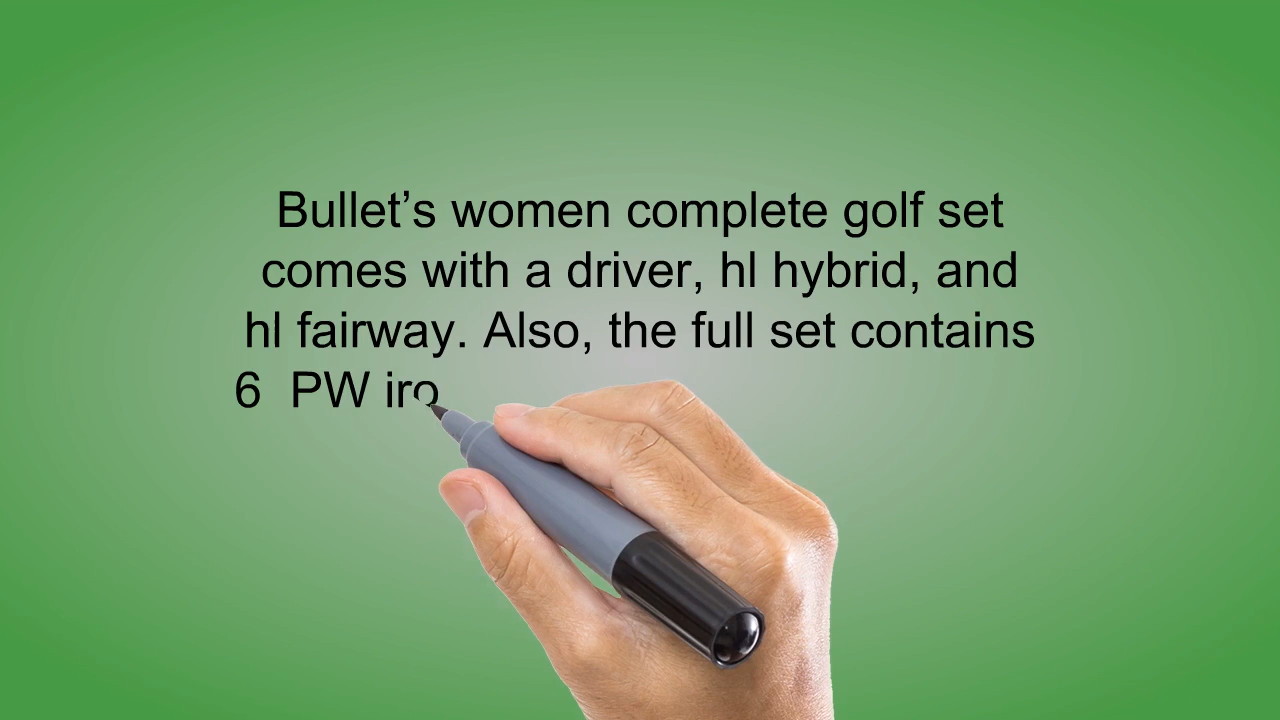 Bullet’s women complete golf set
comes with a driver, hl hybrid, and
hl fairway. Also, the full set contains
6  PW iro